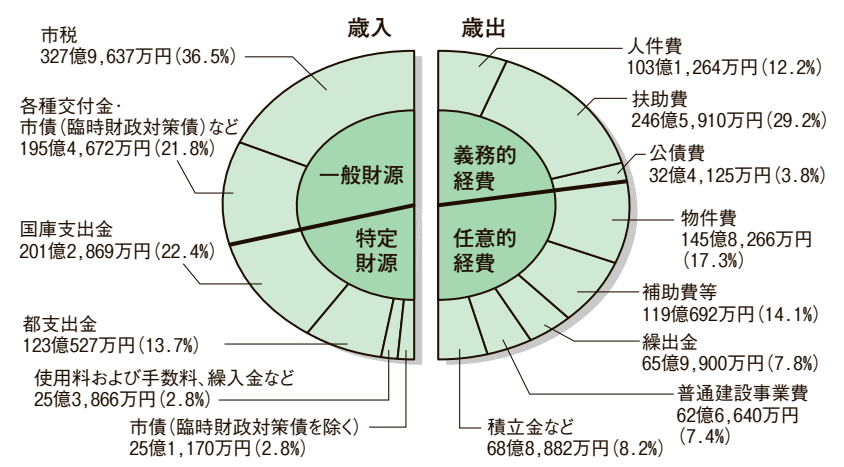 歳入
市税
327億9,637万円(36.5%)
各種交付金・
市債(臨時財政対策債)など
195億4,672万円(21.8%)
国庫支出金
201億2,869万円(22.4%)
都支出金
123億527万円(13.7%)
使用料および手数料、繰入金など
25億3,866万円(2.8%)
市債(臨時財政対策債を除く)
25億1,170万円(2.8%)
一般財源
特定
財源
歳出
人件費
103億1,264万円(12.2%)
扶助費
246億5,910万円(29.2%)
公債費
32億4,125万円(3.8%)
物件費
145億8,266万円
(17.3%)
補助費等
119億692万円(14.1%)
繰出金
65億9,900万円(7.8%)
普通建設事業費
62億6,640万円
(7.4%)
積立金など
68億8,882万円(8.2%)
義務的
経費
任意的
経費